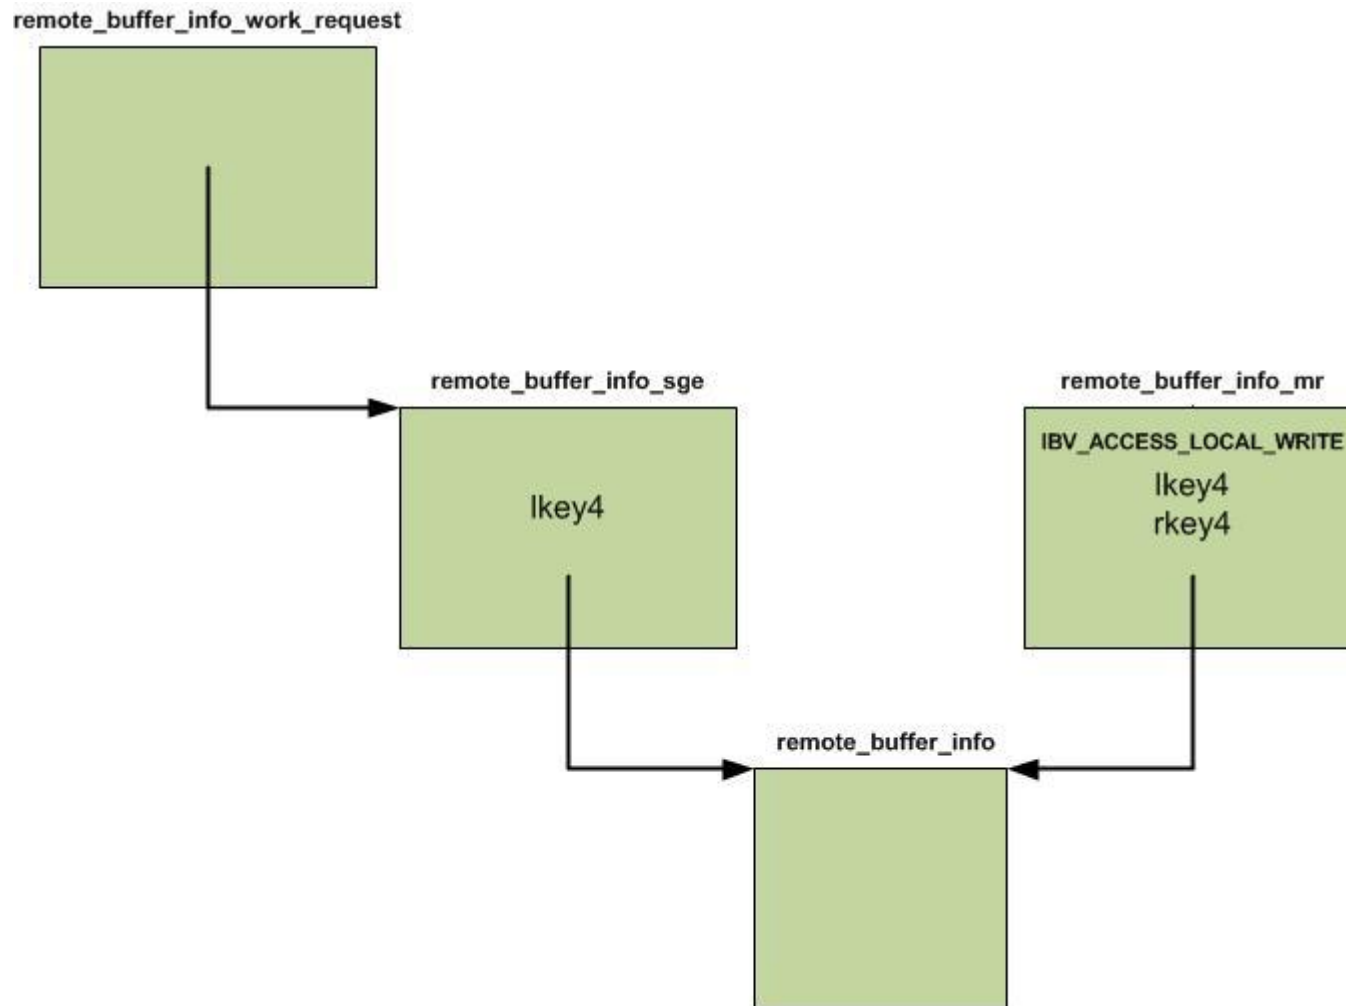 remote_buffer_info_work_request
remote_buffer_info_sge
remote_buffer_info_mr
IBV_ACCESS_LOCAL_WRITE
lkey4
lkey4
rkey4
remote_buffer_info